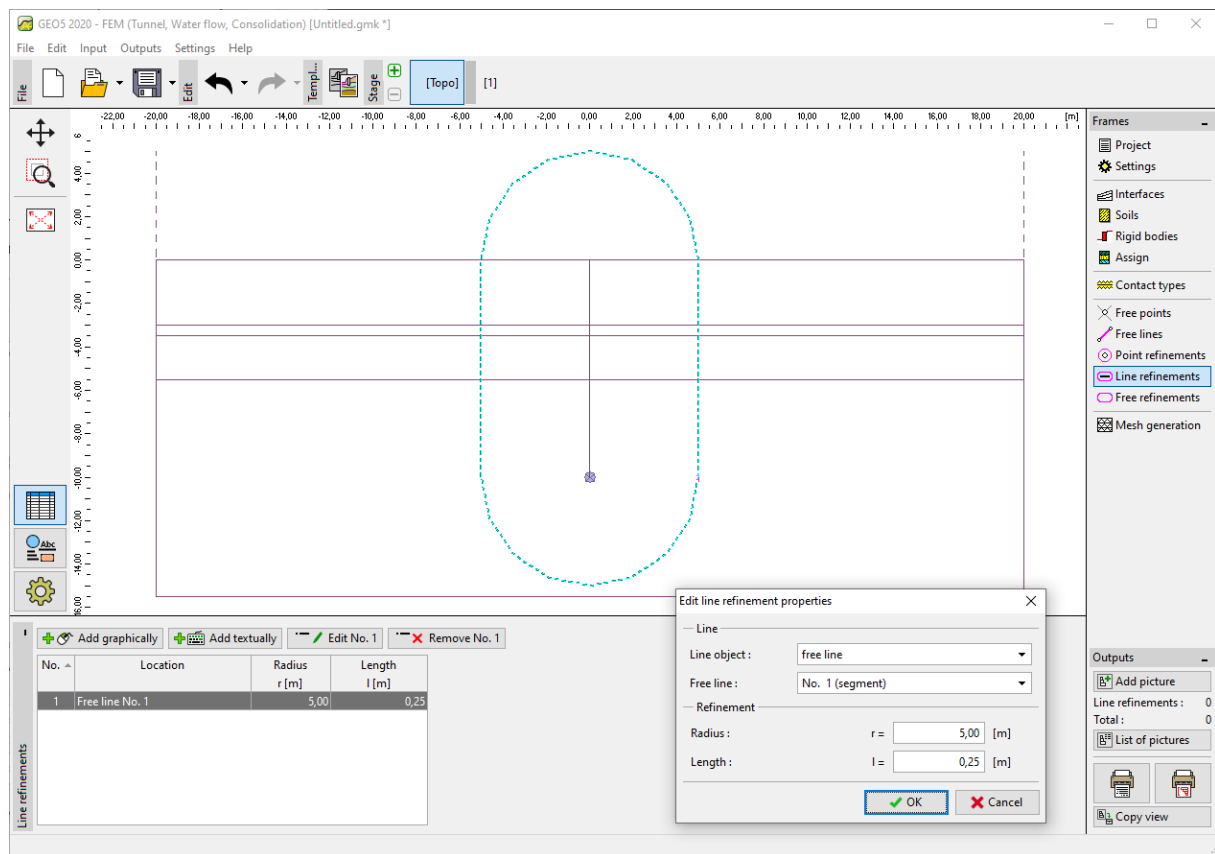 GEO5 2020 - FEM (Tunnel, Water flow, Consolidation) [Untitled.gmk *]
File Edit Input Outputs Settings Help
File Edit Templ... Stage [Topo] [1]
-22,00 -20,00 -18,00 -16,00 -14,00 -12,00 -10,00 -8,00 -6,00 -4,00 -2,00 0,00 2,00 4,00 6,00 8,00 10,00 12,00 14,00 16,00 18,00 20,00 [m]
4,00
2,00
0,00
-2,00
-4,00
-6,00
-8,00
-10,00
-12,00
-14,00
Abc
Frames
Project
Settings
Interfaces
Soils
Rigid bodies
Assign
Contact types
Free points
Free lines
Point refinements
Line refinements
Free refinements
Mesh generation
Add graphically Add textually Edit No. 1 Remove No. 1
No. Location Radius Length
r [m] l [m]
1 Free line No. 1 5,00 0,25
Line refinements
Edit line refinement properties
Line
Line object : free line
Free line : No. 1 (segment)
Refinement
Radius : r = 5,00 [m]
Length : l = 0,25 [m]
OK Cancel
Outputs
Add picture
Line refinements : 0
Total : 0
List of pictures
Copy view